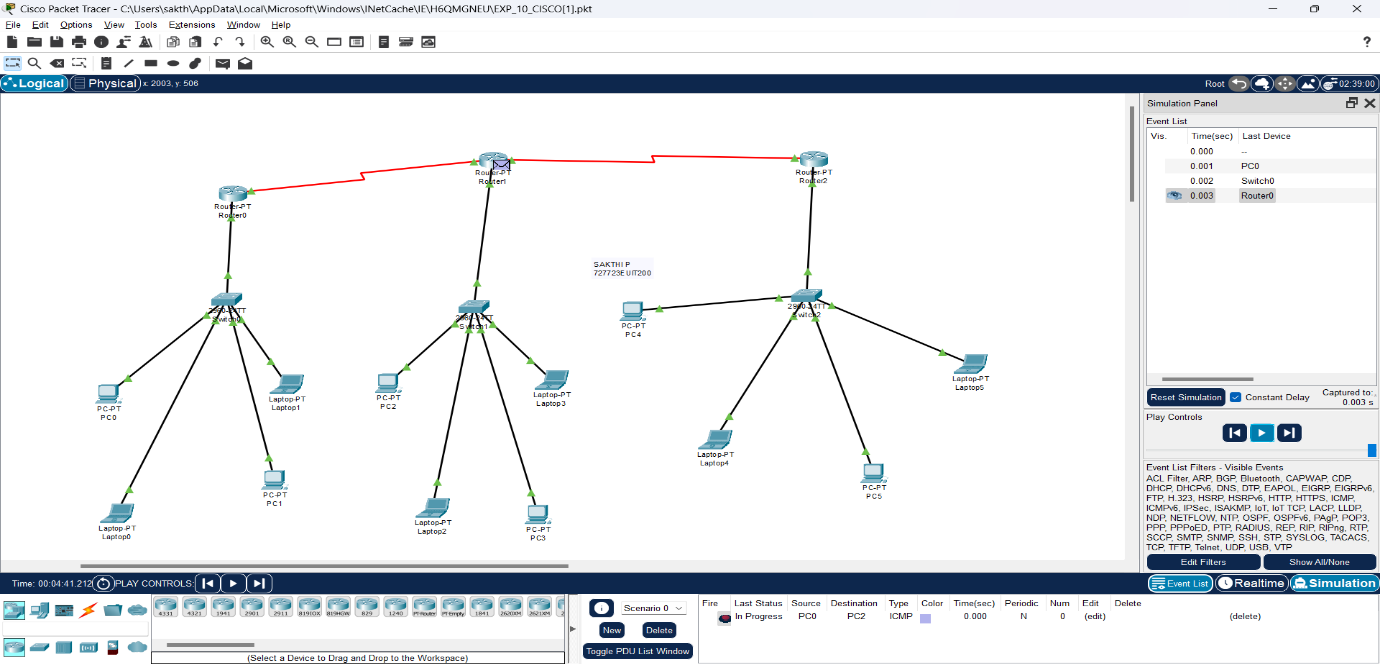 Cisco Packet Tracer - C:\Users\sakth\AppData\Local\Microsoft\Windows\INetCache\IE\H6QMGNEU\EXP_10_CISCO[1].pkt
File Edit Options View Tools Extensions Window Help
?
Logical Physical x: 2003, y: 506
Root 02:39:00
Router-PT
Router1
Router-PT
Router2
Router-PT
Router0
SAKTHI P
727723EUIT200
Switch0
Switch1
Switch2
PC-PT
PC4
Laptop-PT
Laptop5
PC-PT
PC0
Laptop-PT
Laptop1
PC-PT
PC2
Laptop-PT
Laptop3
Laptop-PT
Laptop4
PC-PT
PC5
PC-PT
PC1
Laptop-PT
Laptop0
Laptop-PT
Laptop2
PC-PT
PC3
Simulation Panel
Event List
Vis. Time(sec) Last Device
0.000 --
0.001 PC0
0.002 Switch0
0.003 Router0
Reset Simulation Constant Delay Captured to:
0.003 s
Play Controls
Event List Filters - Visible Events
ACL Filter, ARP, BGP, Bluetooth, CAPWAP, CDP,
DHCP, DHCPv6, DNS, DTP, EAPOL, EIGRP, EIGRPv6,
FTP, H.323, HSRP, HSRPv6, HTTP, HTTPS, ICMP,
ICMPv6, IPSec, ISAKMP, IoT, IoT TCP, LACP, LLDP,
NDP, NETFLOW, NTP, OSPF, OSPFv6, PAgP, POP3,
PPP, PPPoED, PTP, RADIUS, REP, RIP, RIPng, RTP,
SCCP, SMTP, SNMP, SSH, STP, SYSLOG, TACACS,
TCP, TFTP, Telnet, UDP, USB, VTP
Edit Filters Show All/None
Time: 00:04:41.212 PLAY CONTROLS:
Event List Realtime Simulation
4331 4321 1941 2901 2911 819IOX 819HGW 829 1240 PT-Router PT-Empty 1841 2620XM 2621XM
(Select a Device to Drag and Drop to the Workspace)
Scenario 0
New Delete
Toggle PDU List Window
Fire Last Status Source Destination Type Color Time(sec) Periodic Num Edit Delete
In Progress PC0 PC2 ICMP 0.000 N 0 (edit) (delete)